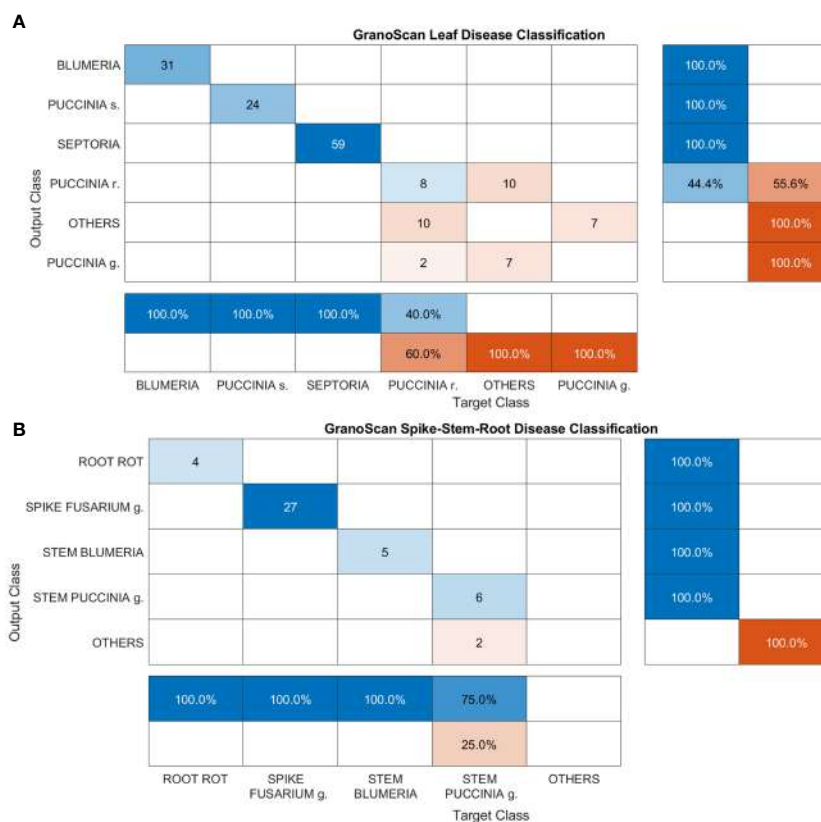 A
GranoScan Leaf Disease Classification
BLUMERIA 31 100.0%
PUCCINIA s. 24 100.0%
SEPTORIA 59 100.0%
PUCCINIA r. 8 10 44.4% 55.6%
OTHERS 10 7 100.0%
PUCCINIA g. 2 7 100.0%
Output Class
100.0% 100.0% 100.0% 40.0%
60.0% 100.0% 100.0%
BLUMERIA PUCCINIA s. SEPTORIA PUCCINIA r. OTHERS PUCCINIA g.
Target Class
B
GranoScan Spike-Stem-Root Disease Classification
ROOT ROT 4 100.0%
SPIKE FUSARIUM g. 27 100.0%
STEM BLUMERIA 5 100.0%
STEM PUCCINIA g. 6 100.0%
OTHERS 2 100.0%
Output Class
100.0% 100.0% 100.0% 75.0%
25.0%
ROOT ROT SPIKE STEM STEM OTHERS
FUSARIUM g. BLUMERIA PUCCINIA g.
Target Class